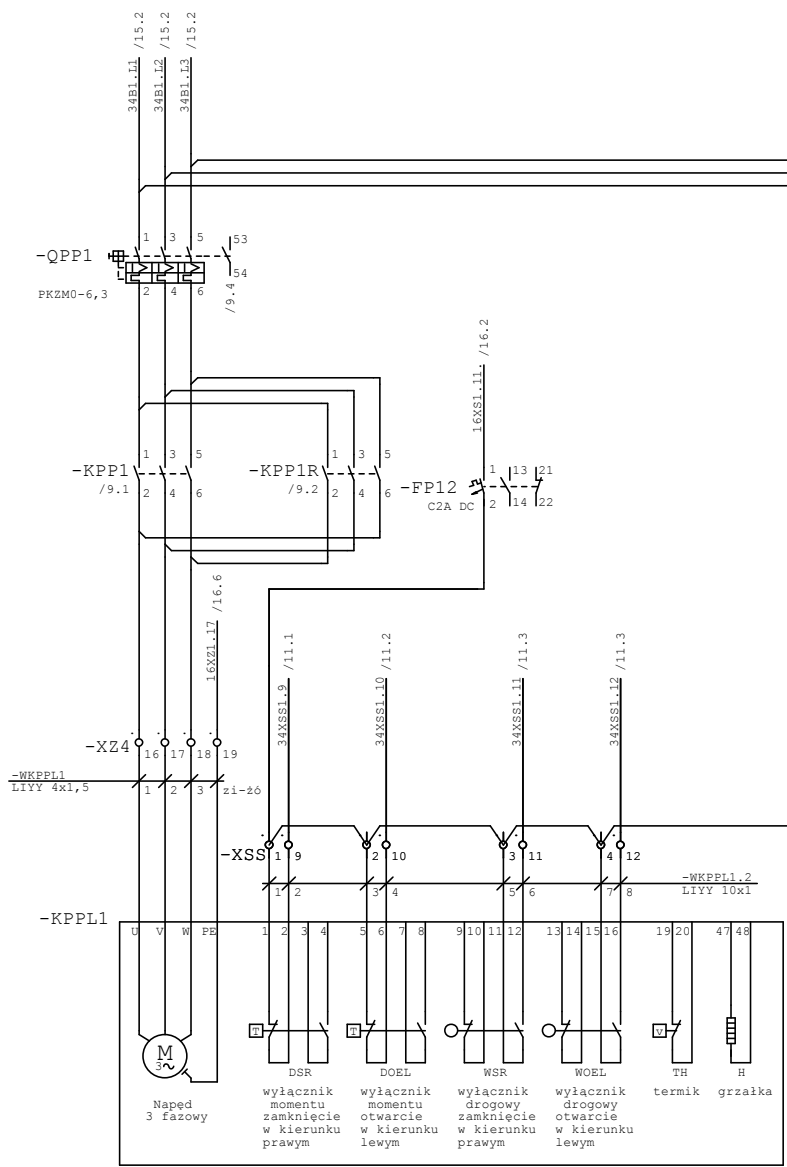 34B1.L1 /15.2
34B1.L2 /15.2
34B1.L3 /15.2
-QPP1
1 3 5 53
2 4 6 54
PKZM0-6,3
/9.4
16XS1.11. /16.2
-KPP1
/9.1
1 3 5
2 4 6
-KPP1R
/9.2
1 3 5
2 4 6
-FP12
C2A DC
1 13 21
2 14 22
16XZ1.17 /16.6
34XSS1.9 /11.1
34XSS1.10 /11.2
34XSS1.11 /11.3
34XSS1.12 /11.3
-XZ4
16 17 18 19
-WKPPL1
LIYY 4x1,5
1 2 3 zi-żó
-XSS
1 9 2 10 3 11 4 12
-WKPPL1.2
LIYY 10x1
1 2 3 4 5 6 7 8
-KPPL1
U V W PE 1 2 3 4 5 6 7 8 9 10 11 12 13 14 15 16 19 20 47 48
M
3~
Napęd
3 fazowy
T
DSR
wyłącznik
momentu
zamknięcie
w kierunku
prawym
T
DOEL
wyłącznik
momentu
otwarcie
w kierunku
lewym
WSR
wyłącznik
drogowy
zamknięcie
w kierunku
prawym
WOEL
wyłącznik
drogowy
otwarcie
w kierunku
lewym
v
TH
termik
H
grzałka